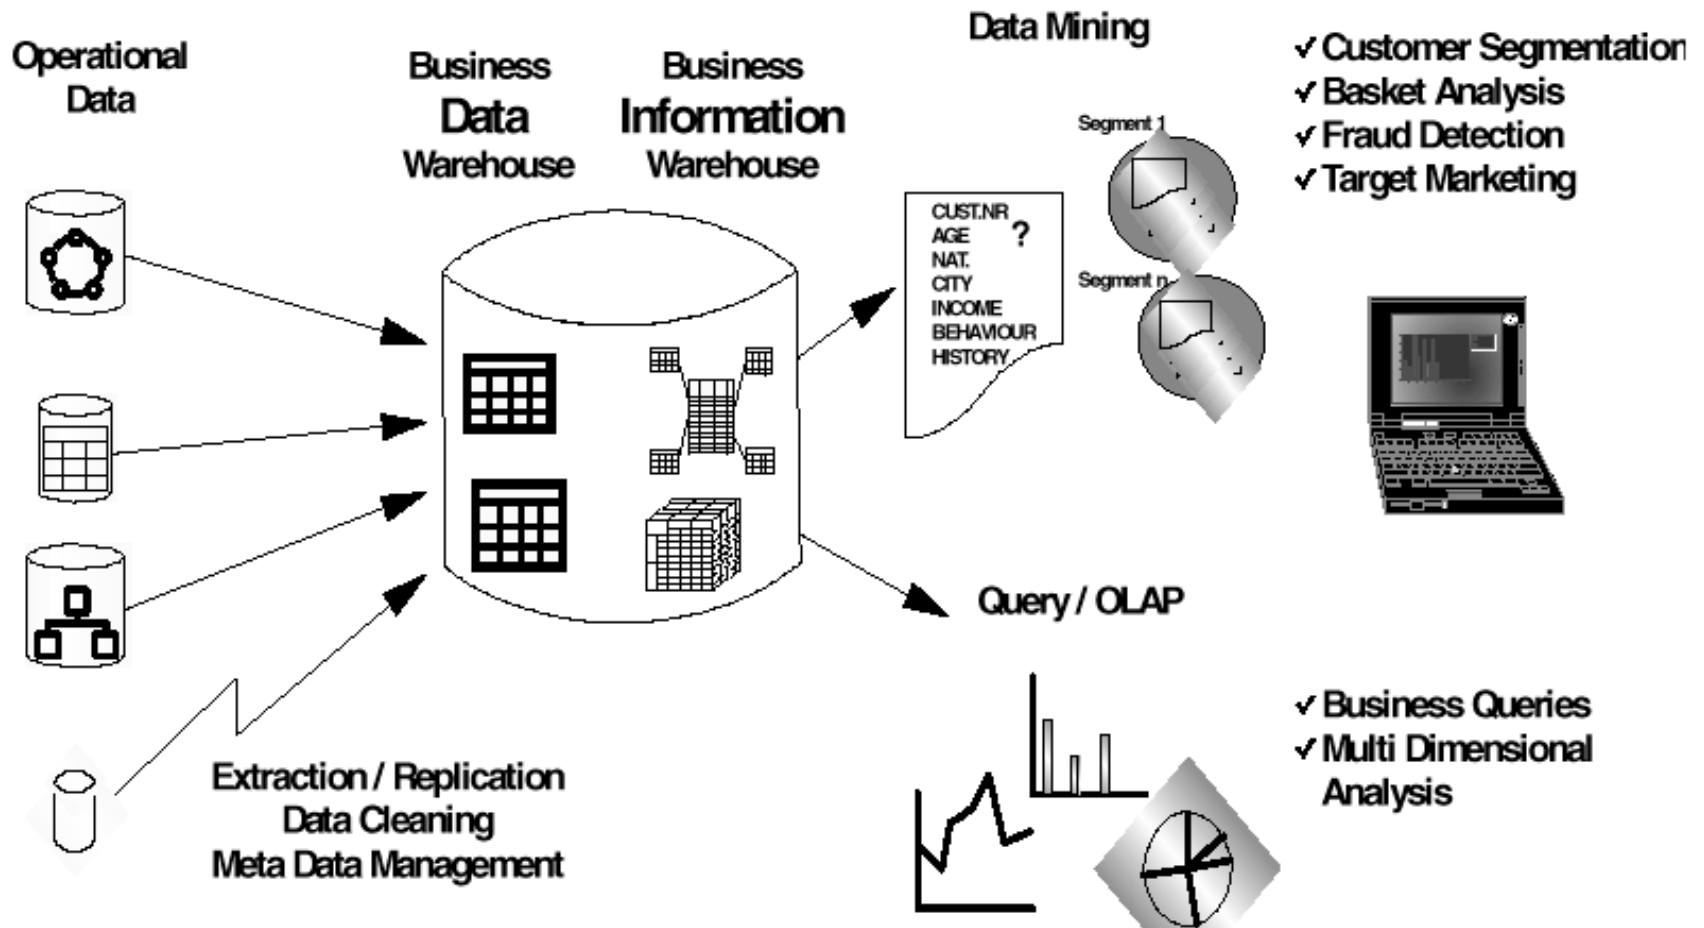 Operational
Data
Business
Data
Warehouse
Business
Information
Warehouse
Data Mining
✓ Customer Segmentation
✓ Basket Analysis
✓ Fraud Detection
✓ Target Marketing
Segment 1
CUST.NR
AGE ?
NAT.
CITY
INCOME
BEHAVIOUR
HISTORY
Segment n
Query / OLAP
✓ Business Queries
✓ Multi Dimensional
Analysis
Extraction / Replication
Data Cleaning
Meta Data Management